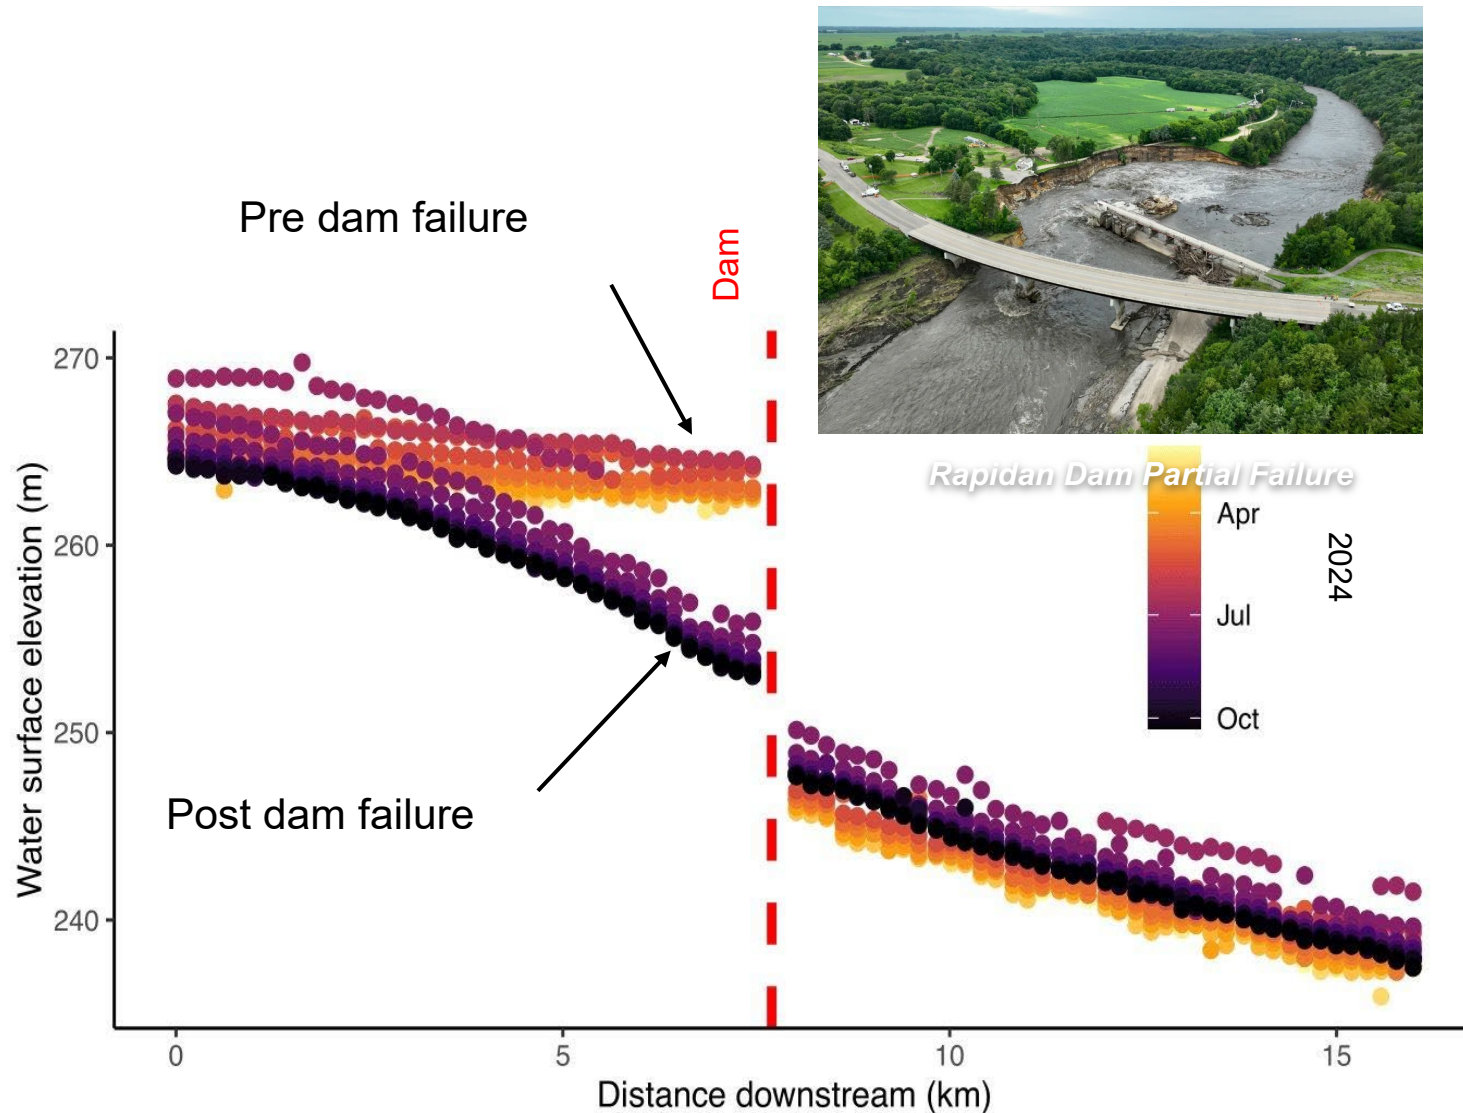 Pre dam failure
Dam
Rapidan Dam Partial Failure
Apr
Jul
Oct
2024
Post dam failure
Water surface elevation (m)
270
260
250
240
0
5
10
15
Distance downstream (km)